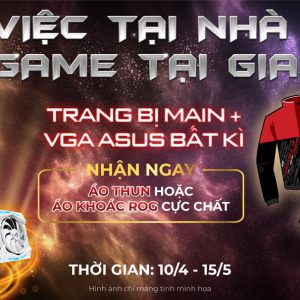 VIỆC TẠI NHÀ
GAME TẠI GIA
TRANG BỊ MAIN +
VGA ASUS BẤT KÌ
NHẬN NGAY
ÁO THUN HOẶC
ÁO KHOÁC ROG CỰC CHẤT
THỜI GIAN: 10/4 - 15/5
Hình ảnh chỉ mang tính minh họa